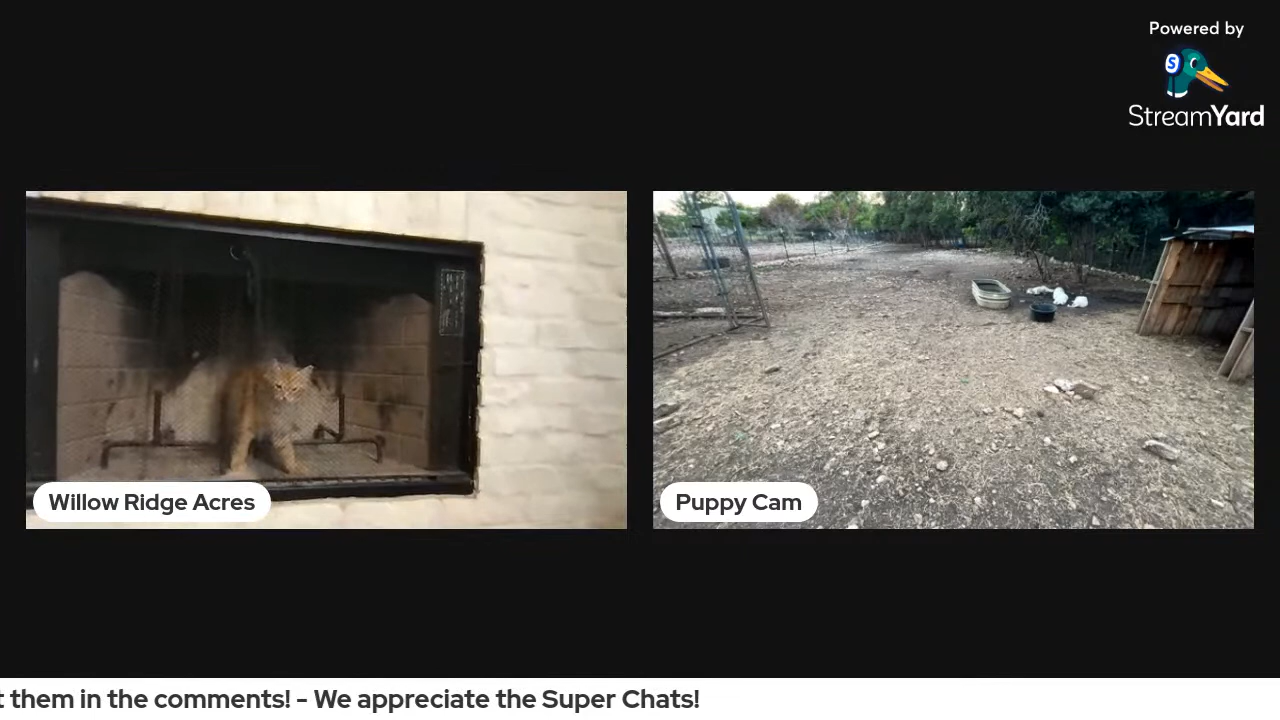 Powered by
S
StreamYard
Willow Ridge Acres
Puppy Cam
them in the comments! - We appreciate the Super Chats!